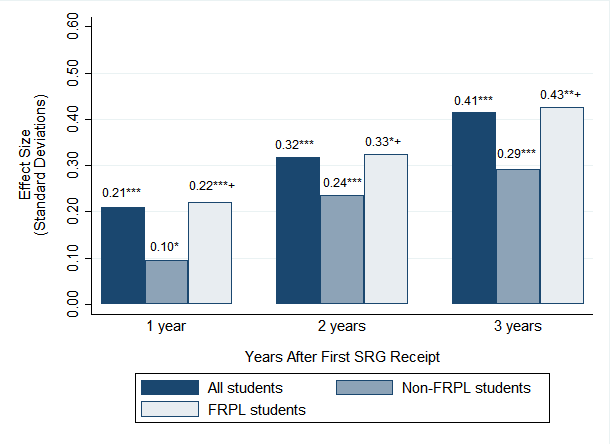 Effect Size
(Standard Deviations)
0.60
0.50
0.40
0.30
0.20
0.10
0.00
0.21***
0.10*
0.22***+
0.32***
0.24***
0.33*+
0.41***
0.29***
0.43**+
1 year
2 years
3 years
Years After First SRG Receipt
All students
Non-FRPL students
FRPL students